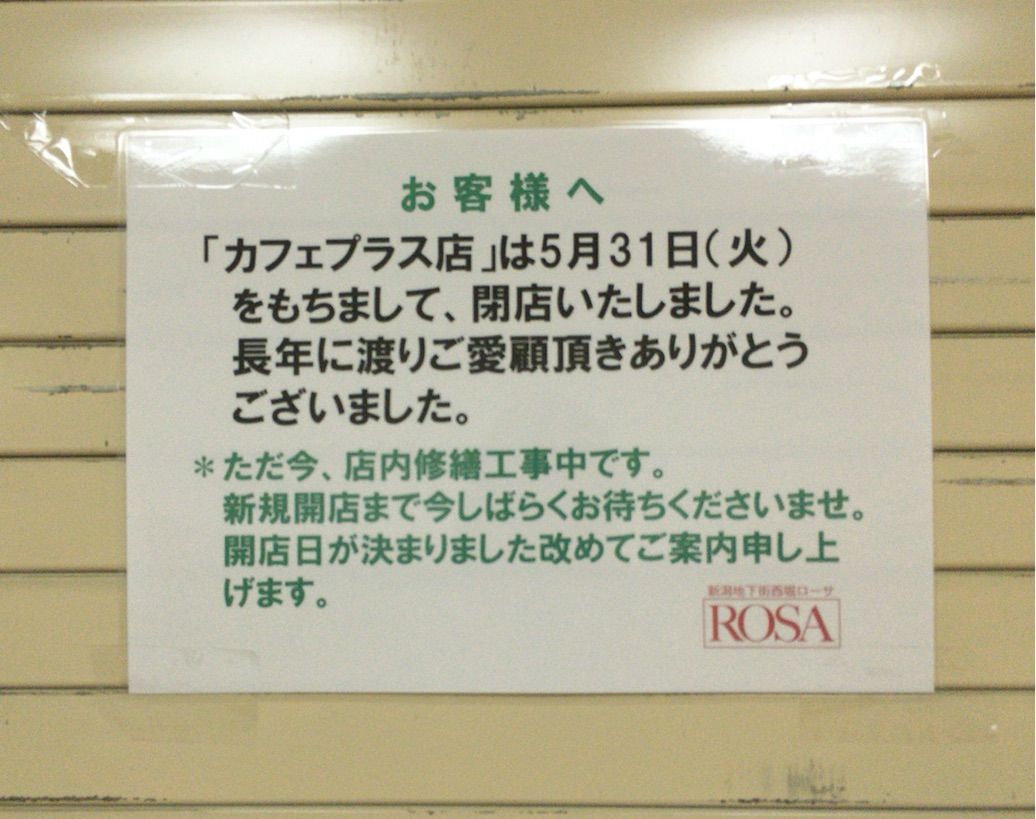 お客様へ
「カフェプラス店」は5月31日(火)
をもちまして、閉店いたしました。
長年に渡りご愛顧頂きありがとう
ございました。
＊ただ今、店内修繕工事中です。
新規開店まで今しばらくお待ちくださいませ。
開店日が決まりました改めてご案内申し上
げます。
新潟地下街西堀ローサ
ROSA